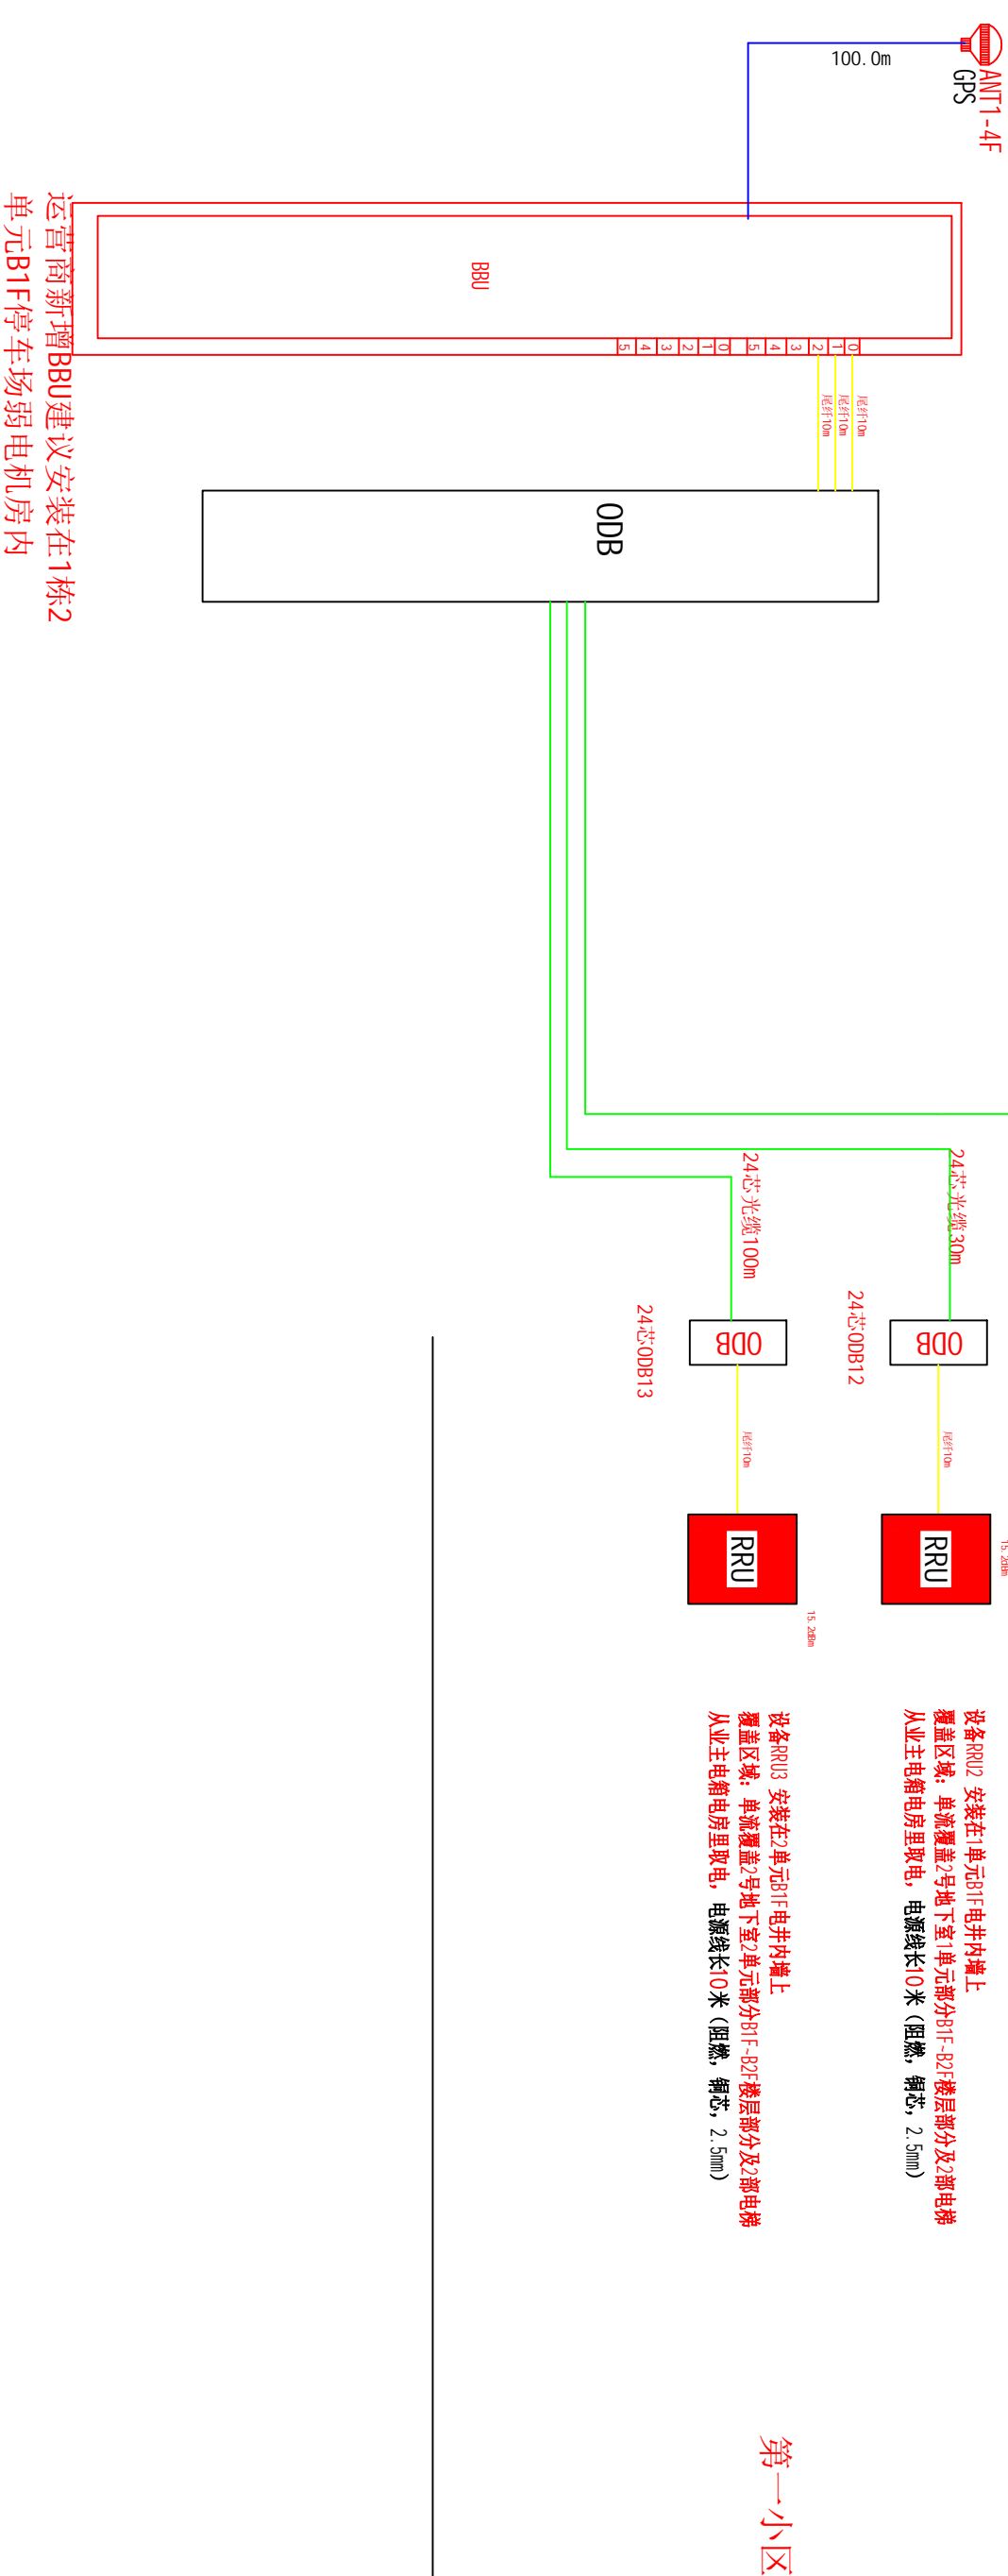 ANT1-4F
GPS
100.0m
BBU
运营商新增BBU建议安装在1栋2
单元B1F停车场弱电机房内
0
1
2
3
4
5
0
1
2
3
4
5
尾纤10m
尾纤10m
尾纤10m
ODB
24芯光缆30m
24芯光缆100m
ODB
24芯ODB12
ODB
24芯ODB13
尾纤10m
尾纤10m
RRU
15.2dBm
RRU
15.2dBm
设备RRU2 安装在1单元B1F电井内墙上
覆盖区域：单流覆盖2号地下室1单元部分B1F~B2F楼层部分及2部电梯
从业主电箱电房里取电，电源线长10米（阻燃，铜芯，2.5mm）
设备RRU3 安装在2单元B1F电井内墙上
覆盖区域：单流覆盖2号地下室2单元部分B1F~B2F楼层部分及2部电梯
从业主电箱电房里取电，电源线长10米（阻燃，铜芯，2.5mm）
第一小区